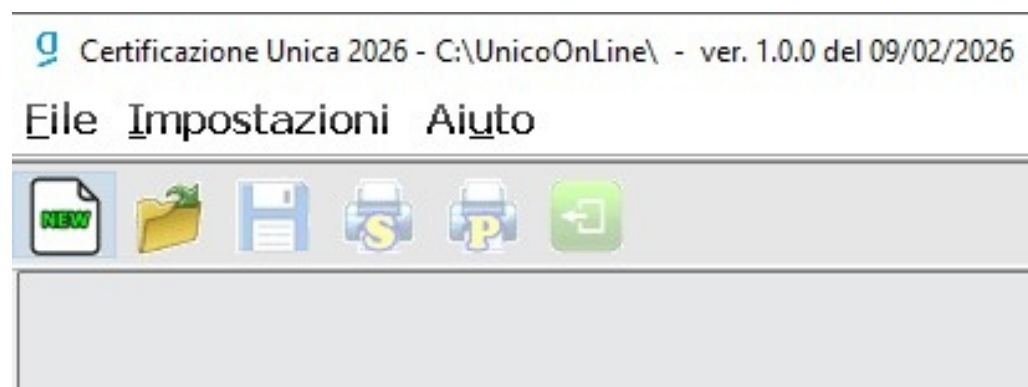 Certificazione Unica 2026 - C:\UnicoOnLine\ - ver. 1.0.0 del 09/02/2026
File Impostazioni Aiuto
NEW S P